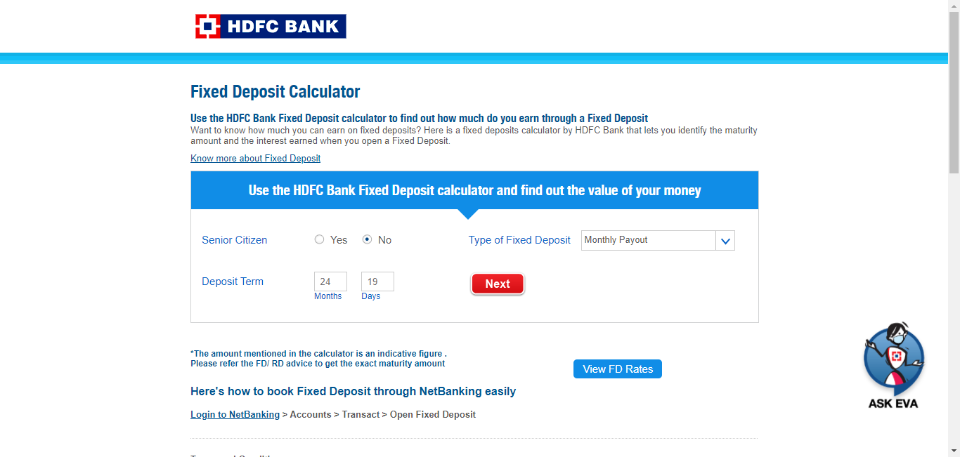 HDFC BANK
Fixed Deposit Calculator
Use the HDFC Bank Fixed Deposit calculator to find out how much do you earn through a Fixed Deposit
Want to know how much you can earn on fixed deposits? Here is a fixed deposits calculator by HDFC Bank that lets you identify the maturity
amount and the interest earned when you open a Fixed Deposit.
Know more about Fixed Deposit
Use the HDFC Bank Fixed Deposit calculator and find out the value of your money
Senior Citizen Yes No Type of Fixed Deposit Monthly Payout
Deposit Term 24 19 Next
Months Days
*The amount mentioned in the calculator is an indicative figure .
Please refer the FD/ RD advice to get the exact maturity amount
View FD Rates
Here's how to book Fixed Deposit through NetBanking easily
Login to NetBanking > Accounts > Transact > Open Fixed Deposit
ASK EVA